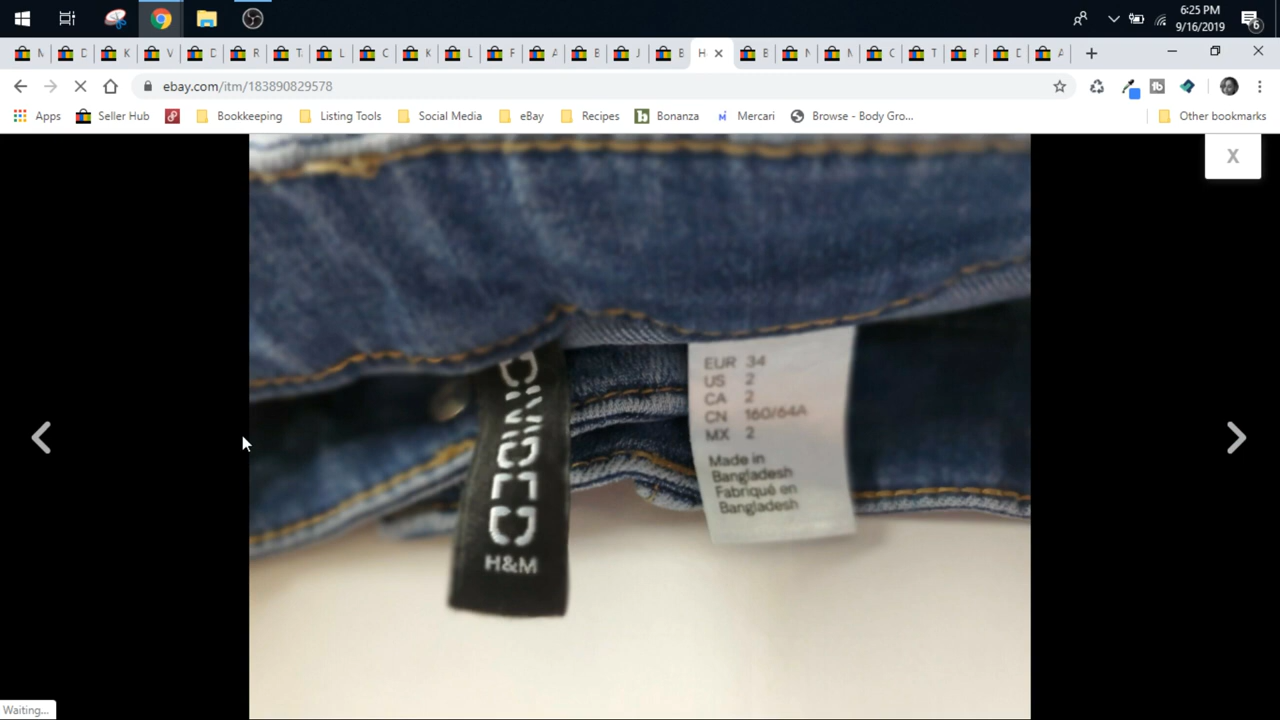 6:25 PM
9/16/2019
6
M
D
K
V
D
R
T
L
C
K
L
F
A
B
J
B
H
B
N
M
C
T
P
D
A
ebay.com/itm/183890829578
Apps
Seller Hub
Bookkeeping
Listing Tools
Social Media
eBay
Recipes
Bonanza
Mercari
Browse - Body Gro...
Other bookmarks
X
DIVIDED
H&M
EUR 34
US 2
CA 2
CN 160/64A
MX 2
Made in
Bangladesh
Fabriqué en
Bangladesh
Waiting...